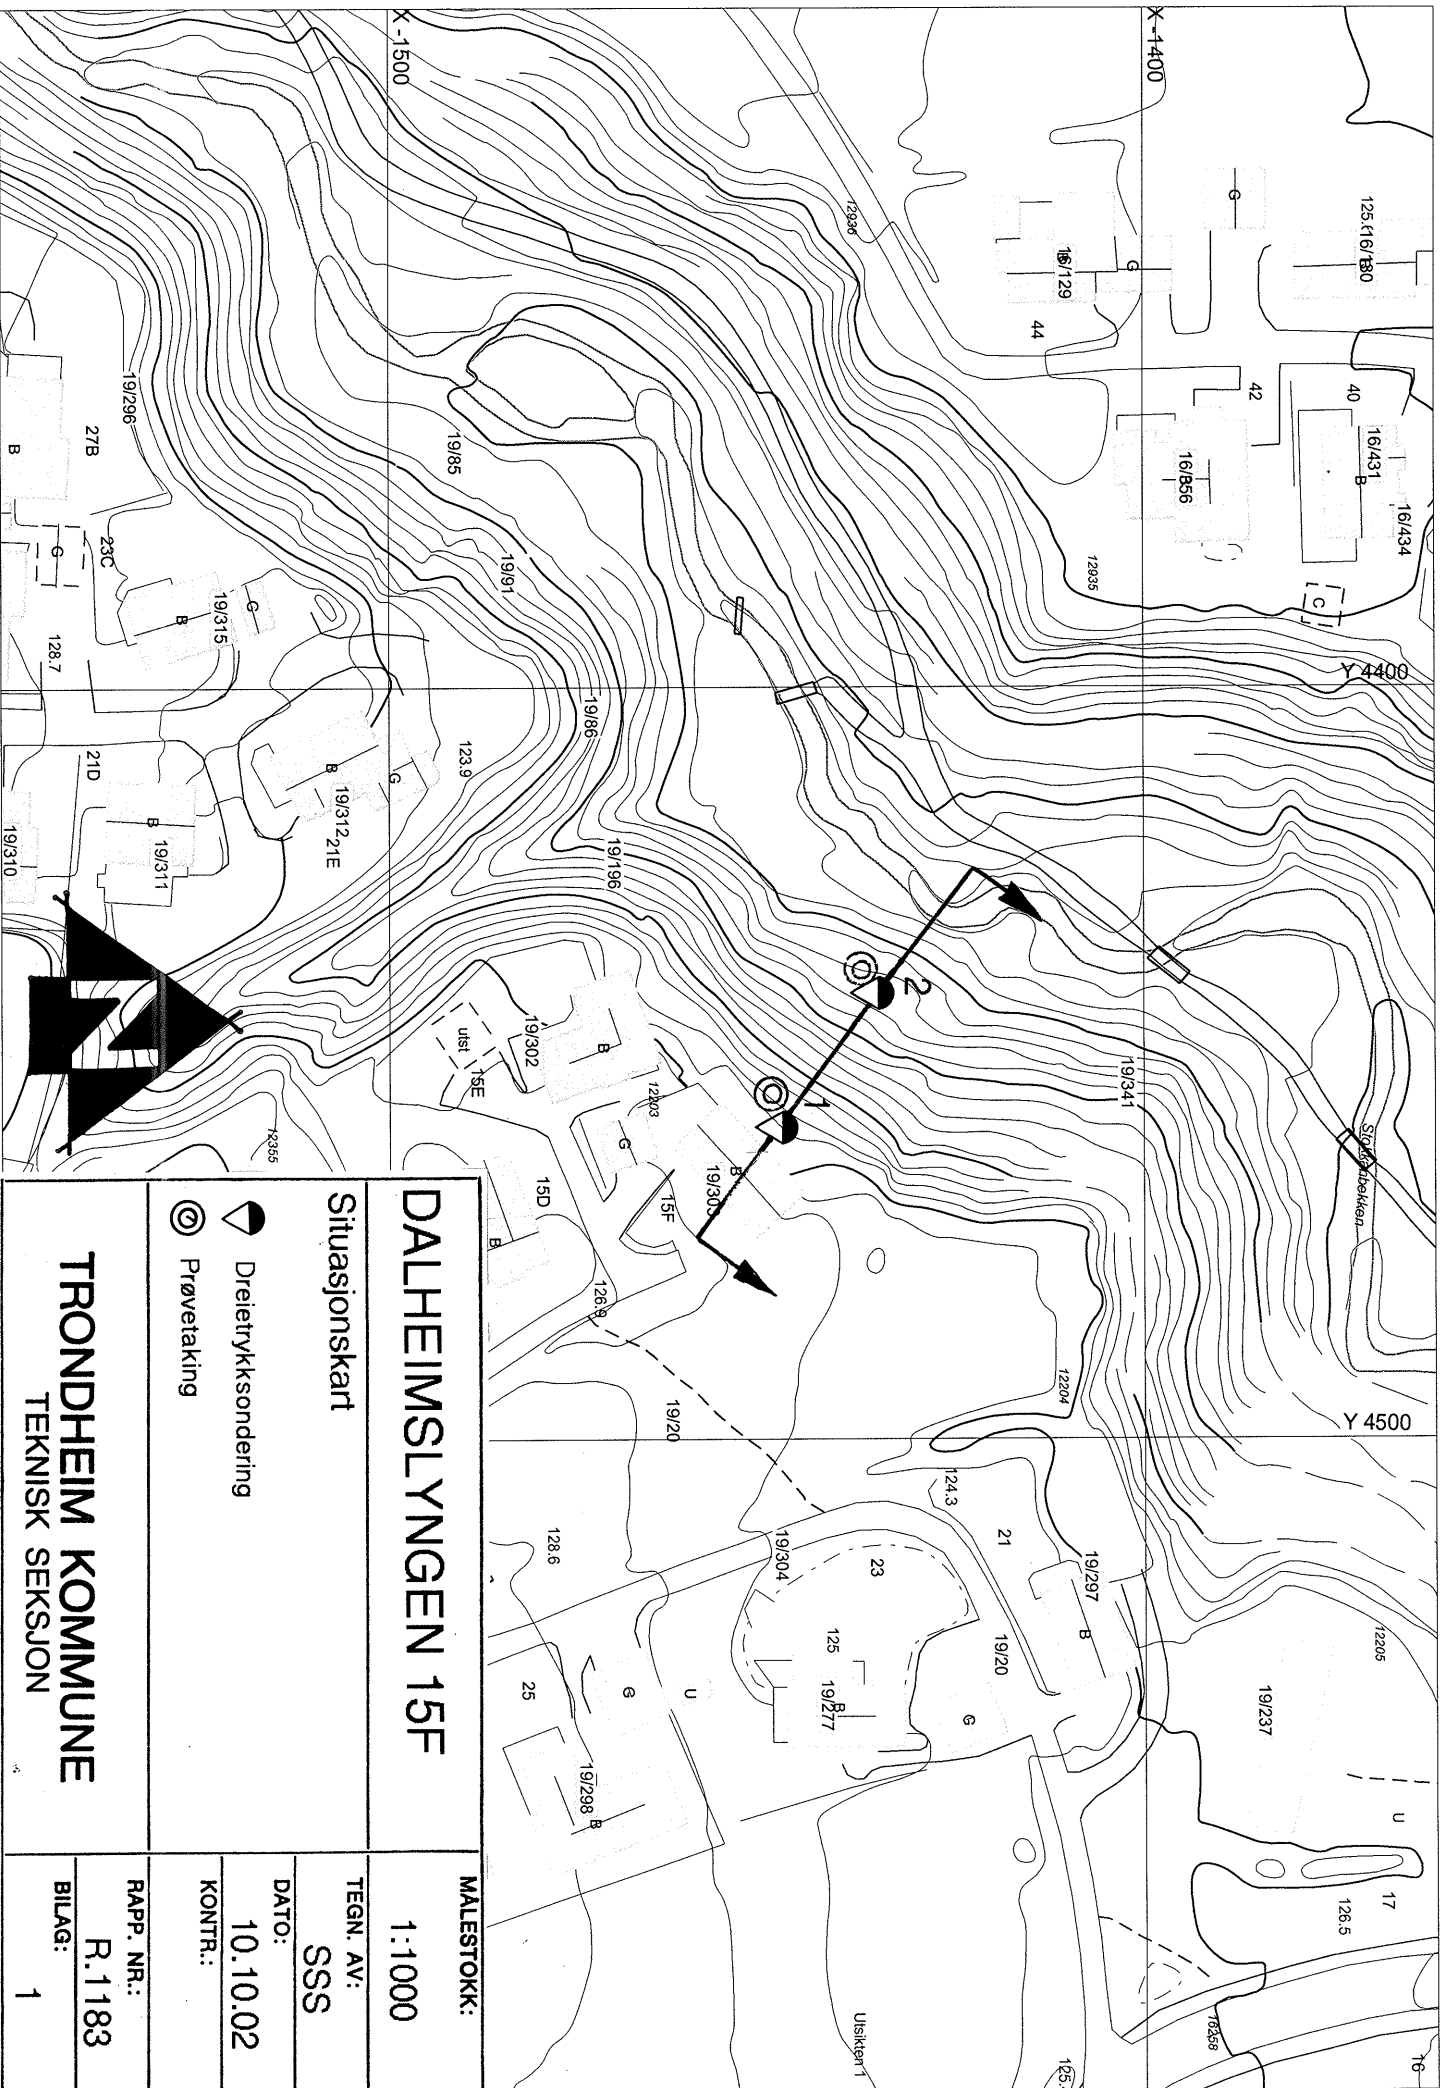 X -1500
X -1400
Y 4400
Y 4500
12936
16/129
G
G
B
44
16/180
42
40
16/431
B
16/434
16/356
12935
C
19/296
27B
B
G
23C
19/85
19/91
19/315
G
B
128.7
19/86
123.9
21D
B
19/312
21E
G
B
19/311
19/310
19/196
19/302
B
utst
15E
12203
G
15F
B
15D
B
126.9
12355
2
1
19/341
Stokkanbekken
12204
19/20
124.3
21
19/297
B
19/304
23
128.6
125
B
19/277
19/20
G
U
G
25
19/298
B
12205
19/237
U
17
126.5
Utsikten 1
16
DALHEIMSLYNGEN 15F
Situasjonskart
Dreietrykksondering
Prøvetaking
TRONDHEIM KOMMUNE
TEKNISK SEKSJON
MÅLESTOKK:
1:1000
TEGN. AV:
SSS
DATO:
10.10.02
KONTR.:
RAPP. NR.:
R.1183
BILAG:
1